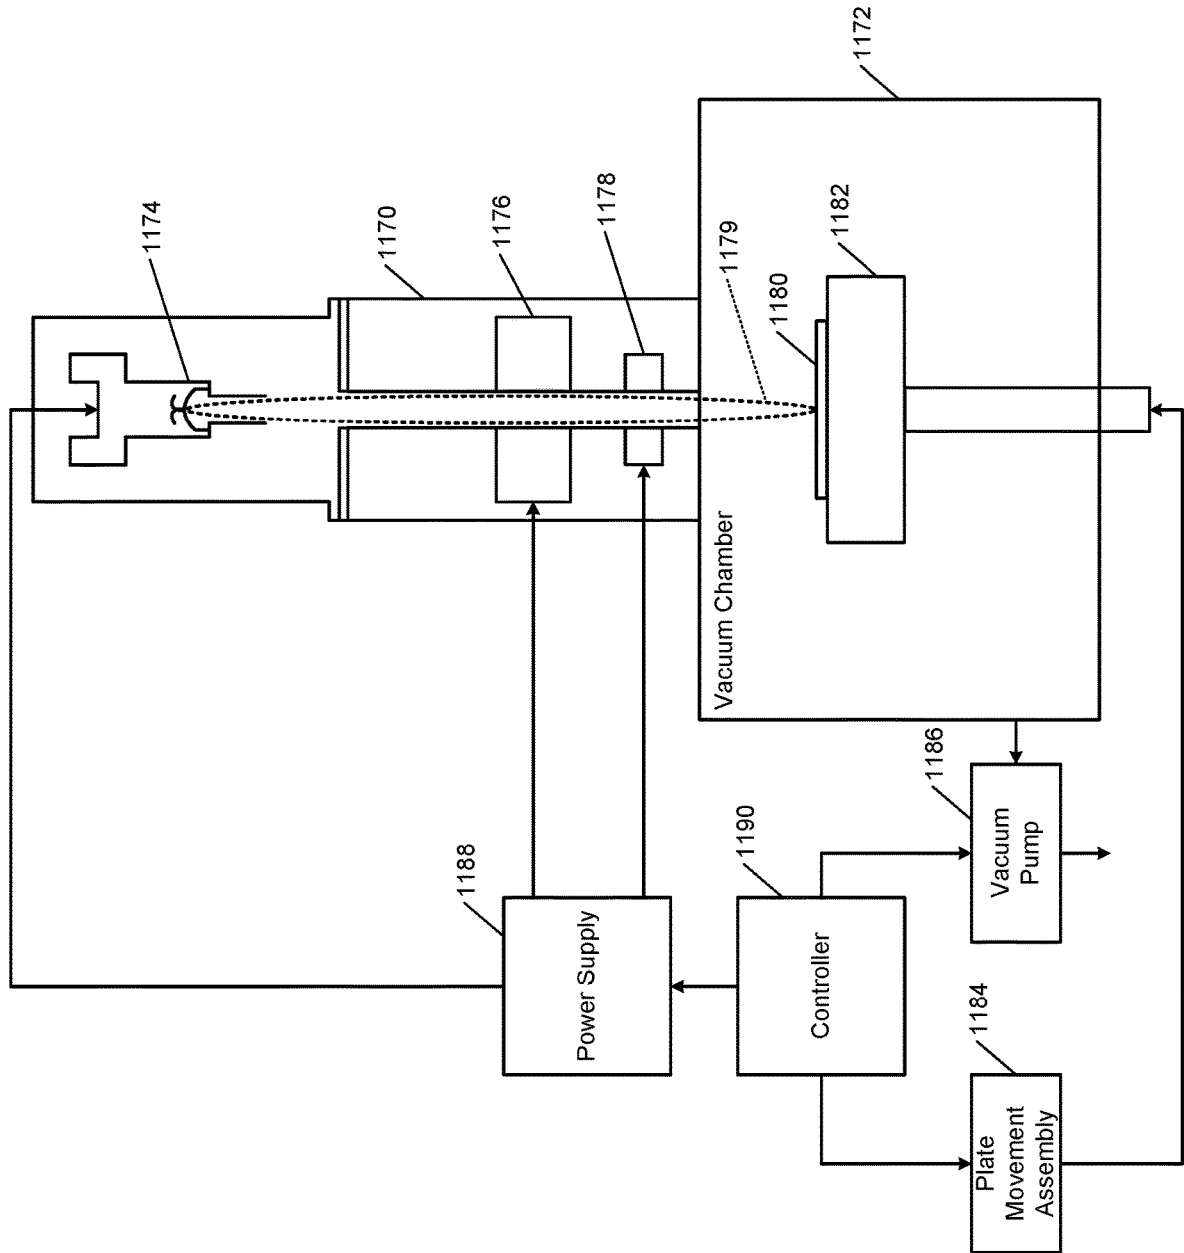 1172
1174
1170
1176
1178
1182
1179
1180
Vacuum Chamber
1186
Vacuum
Pump
1188
Power Supply
1190
Controller
1184
Plate
Movement
Assembly